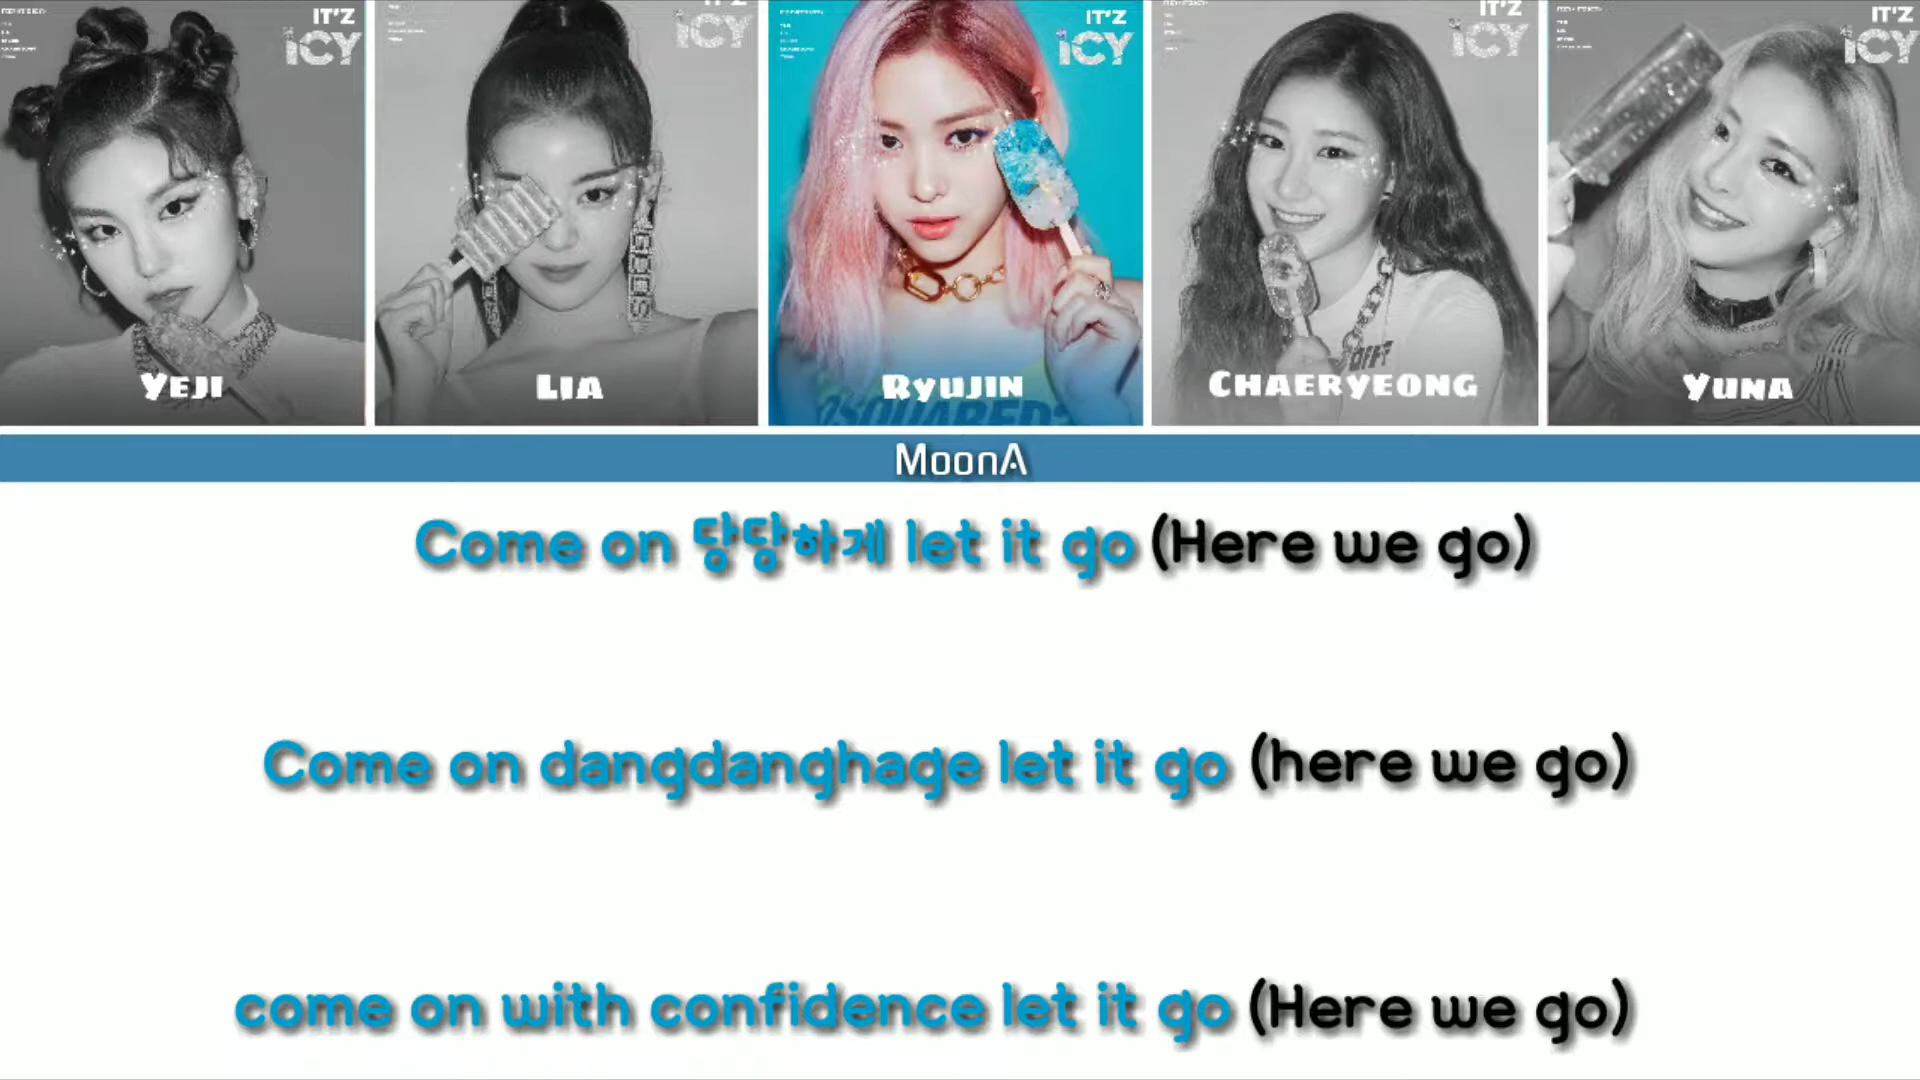 IT'Z
ICY
IT'Z
ICY
IT'Z
ICY
IT'Z
ICY
IT'Z
ICY
YEJI
LIA
RYUJIN
CHAERYEONG
YUNA
MoonA
Come on 당당하게 let it go (Here we go)
Come on dangdanghage let it go (here we go)
come on with confidence let it go (Here we go)